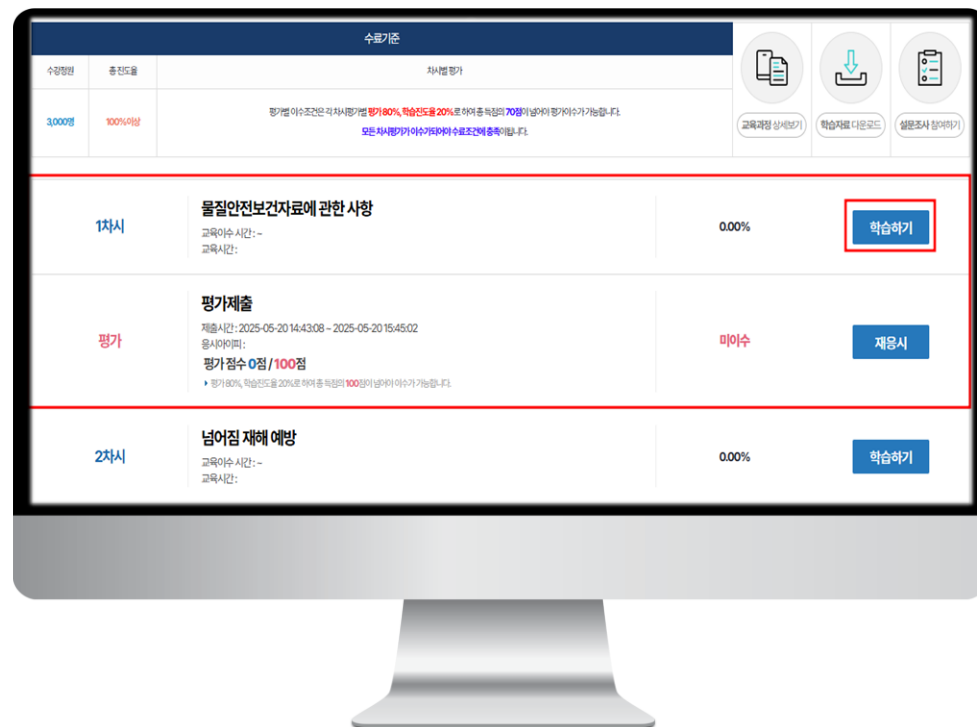 수료기준
수강정원
총 진도율
차시별 평가
3,000명
100%이상
평가별 이수조건은 각 차시평가별 평가 80%, 학습진도율 20%로 하여 총 득점의 70점이 넘어야 평가이수가 가능합니다.
모든 차시평가가 이수가 되어야 수료조건에 충족이 됩니다.
교육과정 상세보기
학습자료 다운로드
설문조사 참여하기
1차시
물질안전보건자료에 관한 사항
교육이수 시간 : ~
교육시간 :
0.00%
학습하기
평가
평가제출
제출시간 : 2025-05-20 14:43:08 ~ 2025-05-20 15:45:02
응시아이피 :
평가 점수 0점 / 100점
평가 80%, 학습진도율 20%로 하여 총 득점의 100점이 넘어야 이수가 가능합니다.
미이수
재응시
2차시
넘어짐 재해 예방
교육이수 시간 : ~
교육시간 :
0.00%
학습하기